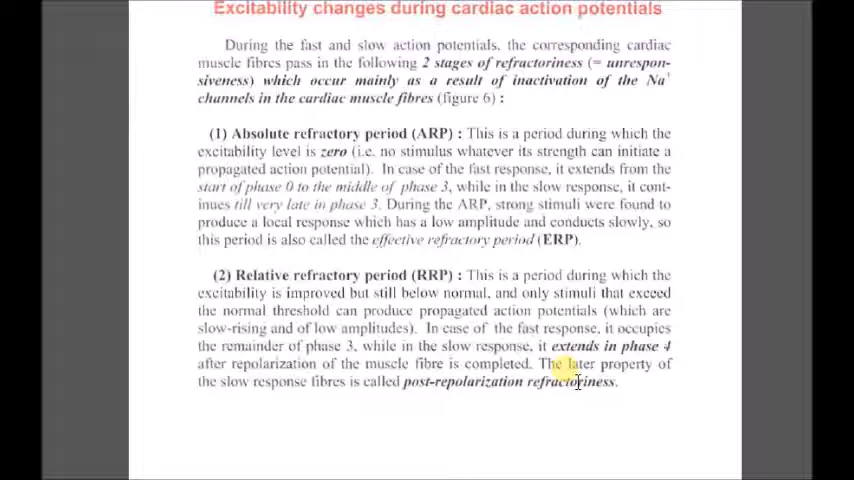 Excitability changes during cardiac action potentials
During the fast and slow action potentials, the corresponding cardiac
muscle fibres pass in the following 2 stages of refractoriness (= unrespon-
siveness) which occur mainly as a result of inactivation of the Na⁺
channels in the cardiac muscle fibres (figure 6) :
(1) Absolute refractory period (ARP) : This is a period during which the
excitability level is zero (i.e. no stimulus whatever its strength can initiate a
propagated action potential). In case of the fast response, it extends from the
start of phase 0 to the middle of phase 3, while in the slow response, it cont-
inues till very late in phase 3. During the ARP, strong stimuli were found to
produce a local response which has a low amplitude and conducts slowly, so
this period is also called the effective refractory period (ERP).
(2) Relative refractory period (RRP) : This is a period during which the
excitability is improved but still below normal, and only stimuli that exceed
the normal threshold can produce propagated action potentials (which are
slow-rising and of low amplitudes). In case of the fast response, it occupies
the remainder of phase 3, while in the slow response, it extends in phase 4
after repolarization of the muscle fibre is completed. The later property of
the slow response fibres is called post-repolarization refractoriness.